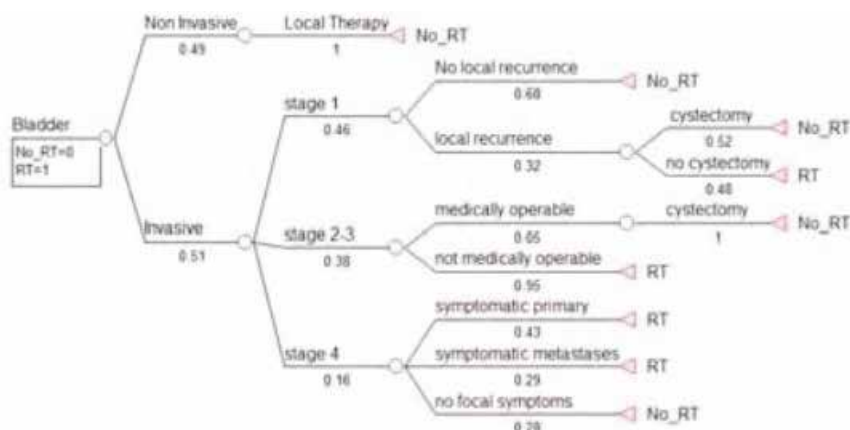 Non Invasive
0.49
Local Therapy
1
No_RT
Bladder
No_RT=0
RT=1
Invasive
0.51
stage 1
0.46
No local recurrence
0.68
No_RT
local recurrence
0.32
cystectomy
0.52
No_RT
no cystectomy
0.48
RT
stage 2-3
0.38
medically operable
0.05
cystectomy
1
No_RT
not medically operable
0.95
RT
stage 4
0.16
symptomatic primary
0.43
RT
symptomatic metastases
0.29
RT
no focal symptoms
0.28
No_RT